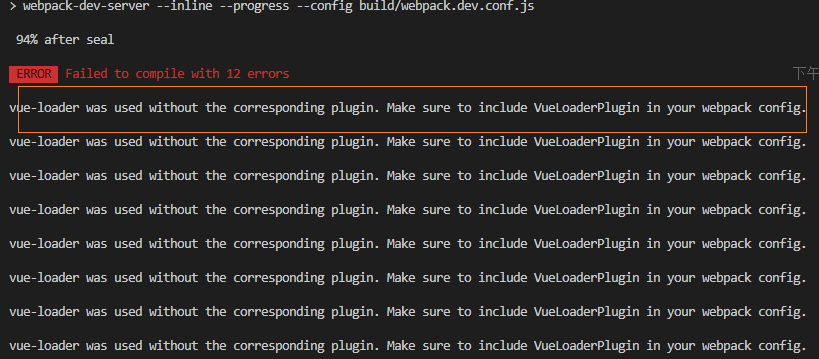 > webpack-dev-server --inline --progress --config build/webpack.dev.conf.js
94% after seal
ERROR Failed to compile with 12 errors 下午
vue-loader was used without the corresponding plugin. Make sure to include VueLoaderPlugin in your webpack config.
vue-loader was used without the corresponding plugin. Make sure to include VueLoaderPlugin in your webpack config.
vue-loader was used without the corresponding plugin. Make sure to include VueLoaderPlugin in your webpack config.
vue-loader was used without the corresponding plugin. Make sure to include VueLoaderPlugin in your webpack config.
vue-loader was used without the corresponding plugin. Make sure to include VueLoaderPlugin in your webpack config.
vue-loader was used without the corresponding plugin. Make sure to include VueLoaderPlugin in your webpack config.
vue-loader was used without the corresponding plugin. Make sure to include VueLoaderPlugin in your webpack config.
vue-loader was used without the corresponding plugin. Make sure to include VueLoaderPlugin in your webpack config.